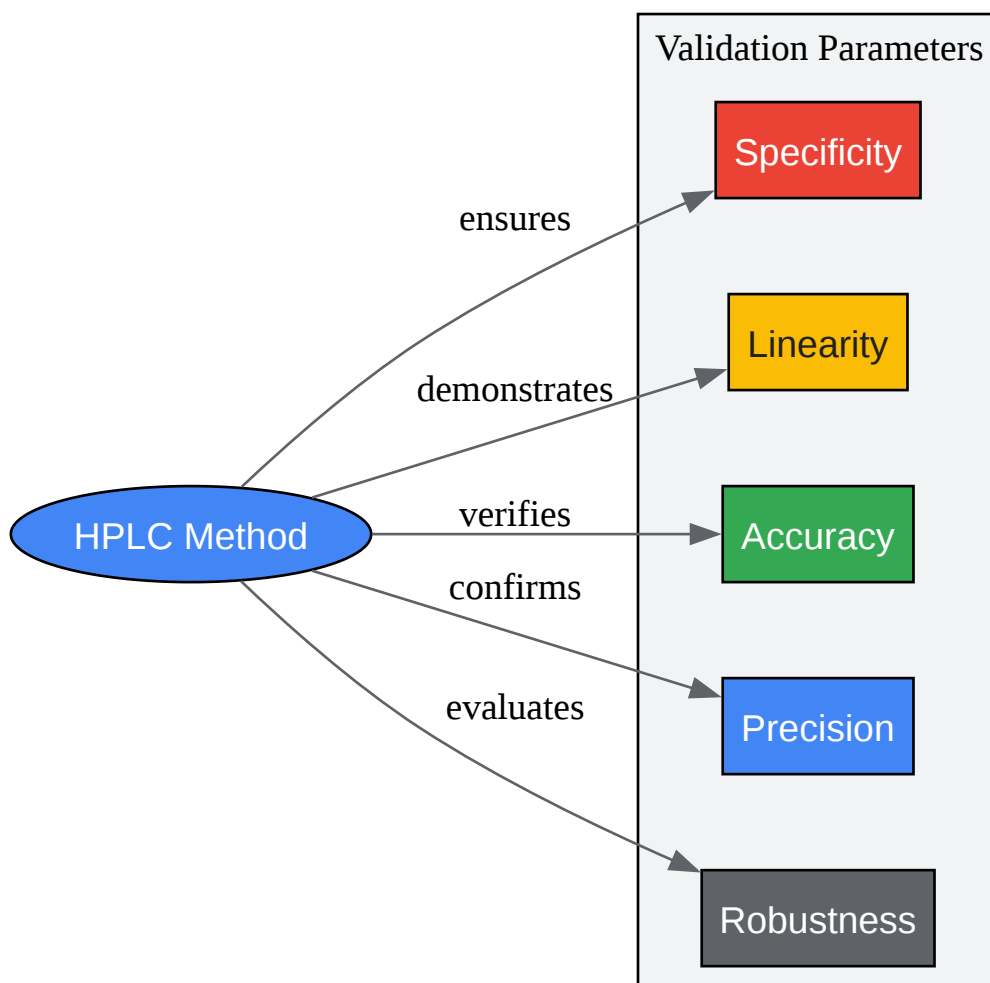 Validation Parameters
Specificity
ensures
Linearity
demonstrates
HPLC Method
verifies
Accuracy
confirms
Precision
evaluates
Robustness